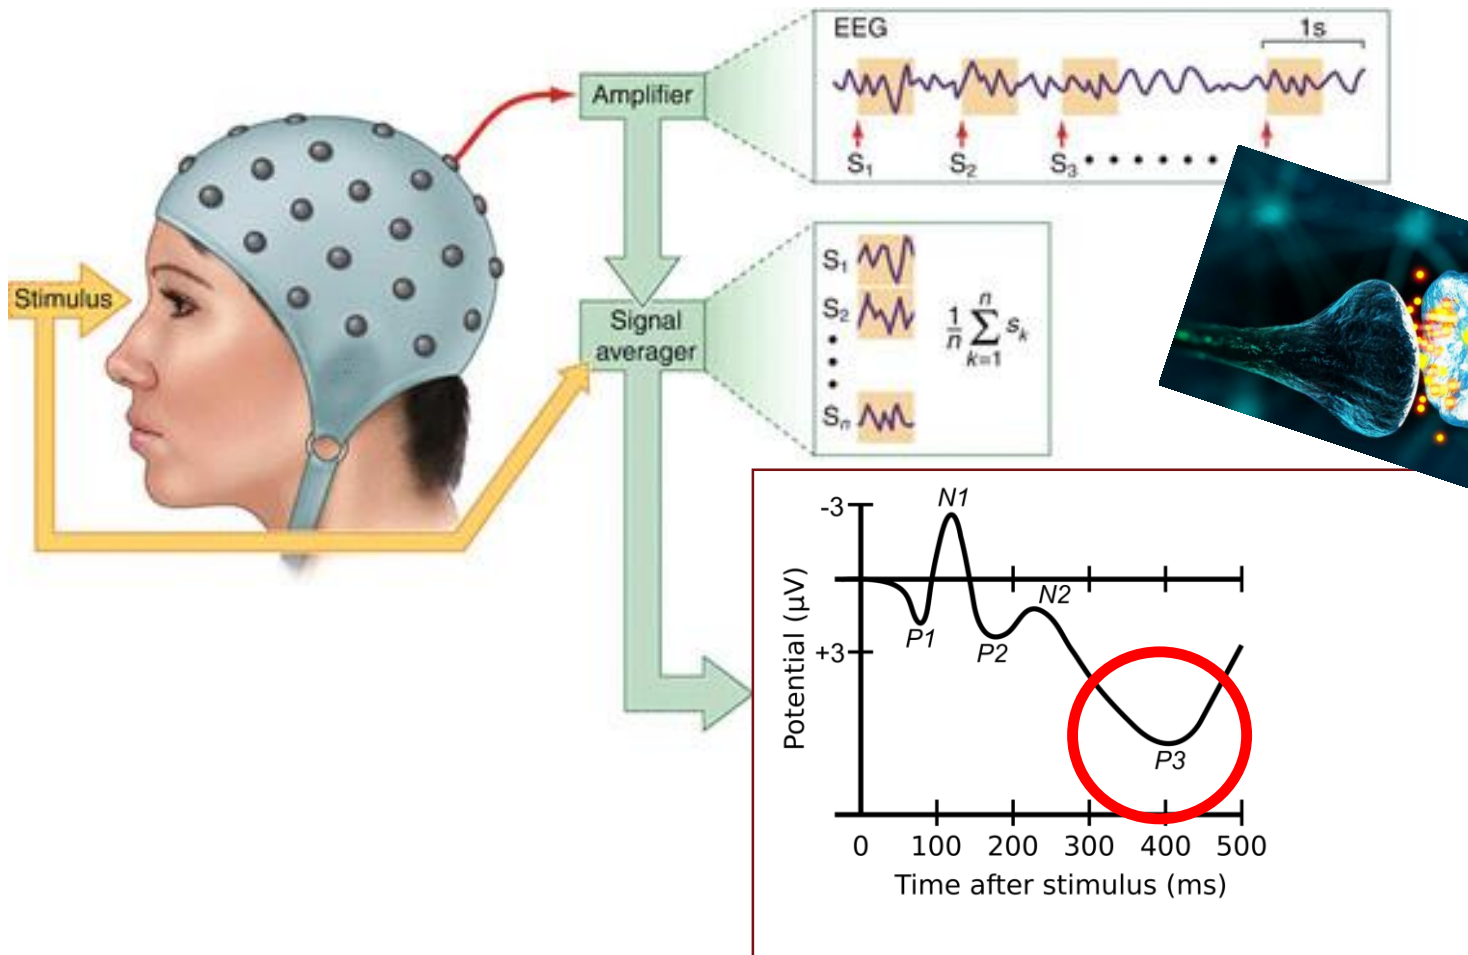 EEG
1s
Amplifier
S1
S2
S3
Stimulus
Signal
averager
S1
S2
Sn
1/n
n
∑ sk
k=1
-3
+3
N1
P1
P2
N2
P3
Potential (µV)
0 100 200 300 400 500
Time after stimulus (ms)